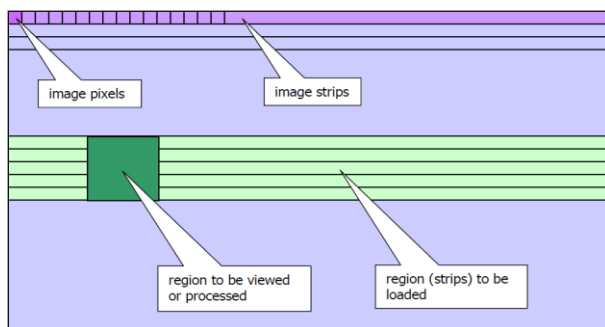 image pixels
image strips
region to be viewed
or processed
region (strips) to be
loaded